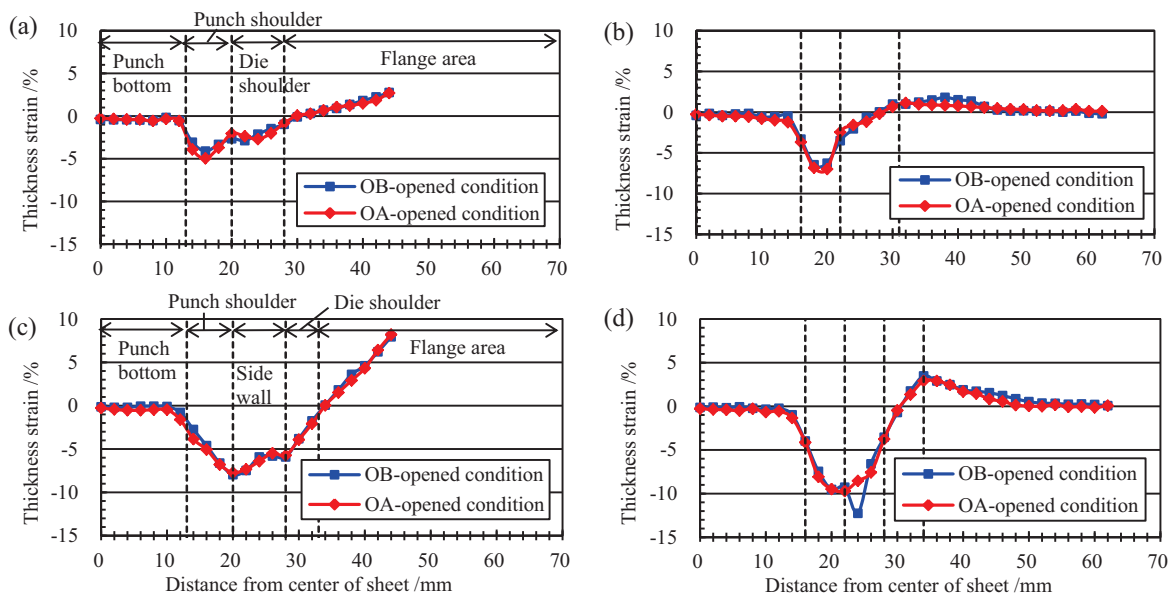 (a)
Punch shoulder
Punch
bottom
Die
shoulder
Flange area
Thickness strain /%
10
5
0
-5
-10
-15
OB-opened condition
OA-opened condition
0 10 20 30 40 50 60 70
(b)
Thickness strain /%
10
5
0
-5
-10
-15
OB-opened condition
OA-opened condition
0 10 20 30 40 50 60 70
(c)
Punch shoulder
Die shoulder
Punch
bottom
Side
wall
Flange area
Thickness strain /%
10
5
0
-5
-10
-15
OB-opened condition
OA-opened condition
0 10 20 30 40 50 60 70
Distance from center of sheet /mm
(d)
Thickness strain /%
10
5
0
-5
-10
-15
OB-opened condition
OA-opened condition
0 10 20 30 40 50 60 70
Distance from center of sheet /mm